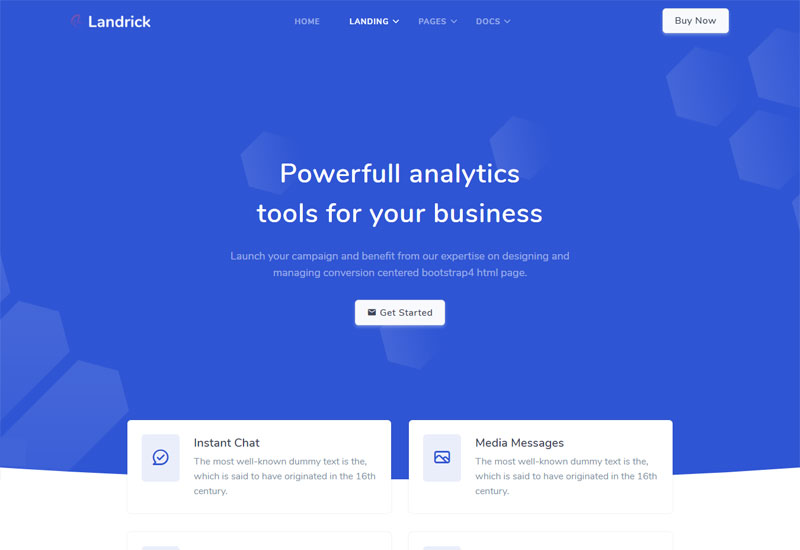 Landrick
HOME
LANDING
PAGES
DOCS
Buy Now
Powerfull analytics
tools for your business
Launch your campaign and benefit from our expertise on designing and
managing conversion centered bootstrap4 html page.
Get Started
Instant Chat
The most well-known dummy text is the,
which is said to have originated in the 16th
century.
Media Messages
The most well-known dummy text is the,
which is said to have originated in the 16th
century.